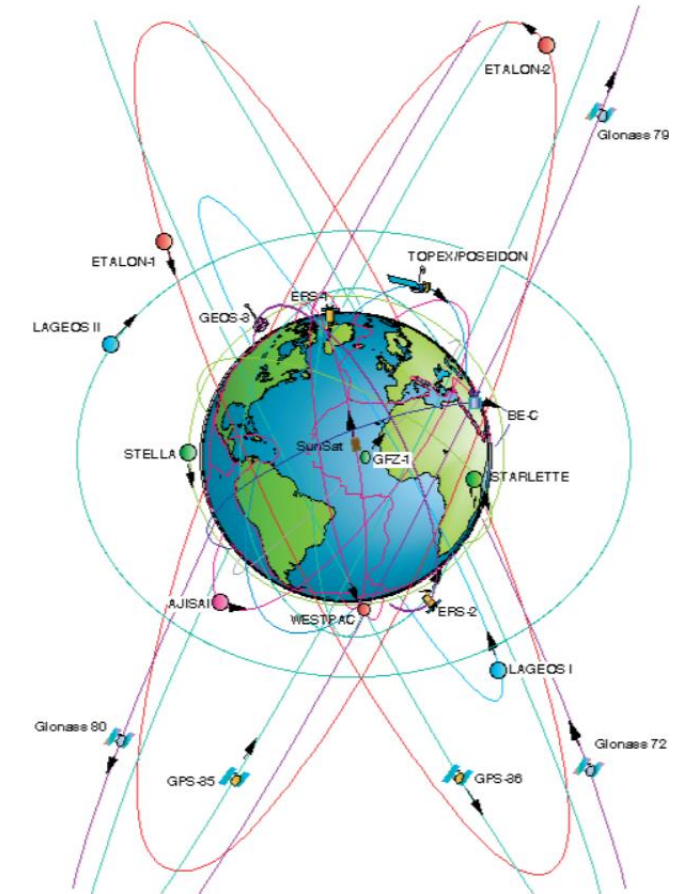 ETALON-2
Glonass 79
ETALON-1
TOPEX/POSEIDON
ERS-1
GEOS-3
LAGEOS II
BE-C
STELLA
SunSat
GFZ-1
STARLETTE
AJISAI
WESTPAC
ERS-2
LAGEOS I
Glonass 80
Glonass 72
GPS-35
GPS-36